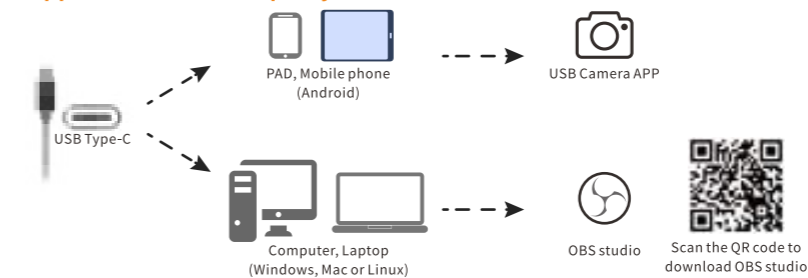 PAD, Mobile phone
(Android)
USB Camera APP
USB Type-C
Computer, Laptop
(Windows, Mac or Linux)
OBS studio
Scan the QR code to
download OBS studio